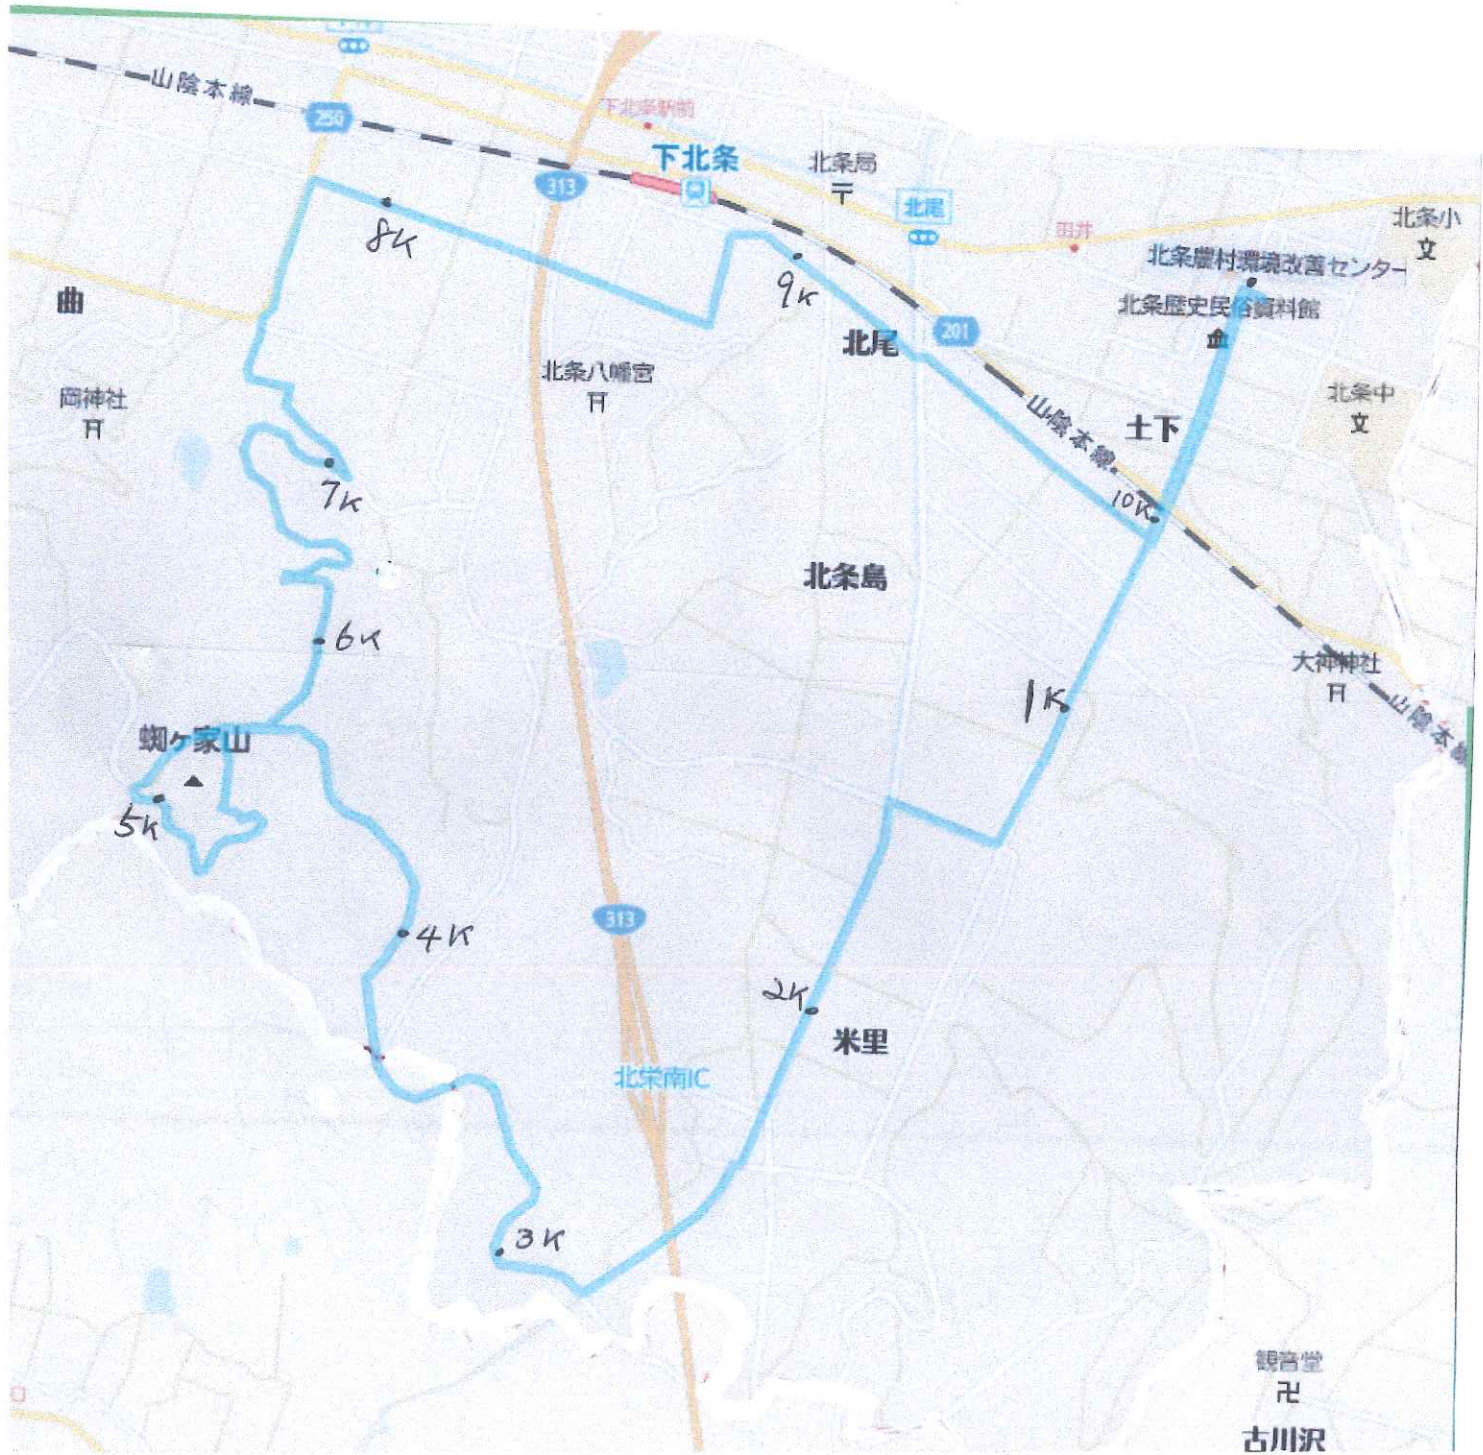 山陰本線
250
下北条駅前
下北条
313
北条局
北尾
田井
北条小
文
8K
北条農村環境改善センター
9K
北条歴史民俗資料館
曲
北尾
201
岡神社
北条八幡宮
北条中
文
山陰本線
土下
7K
10K
北条島
6K
大神神社
1K
山陰本線
蜘ヶ家山
5K
313
4K
2K
米里
北栄南IC
3K
観音堂
古川沢